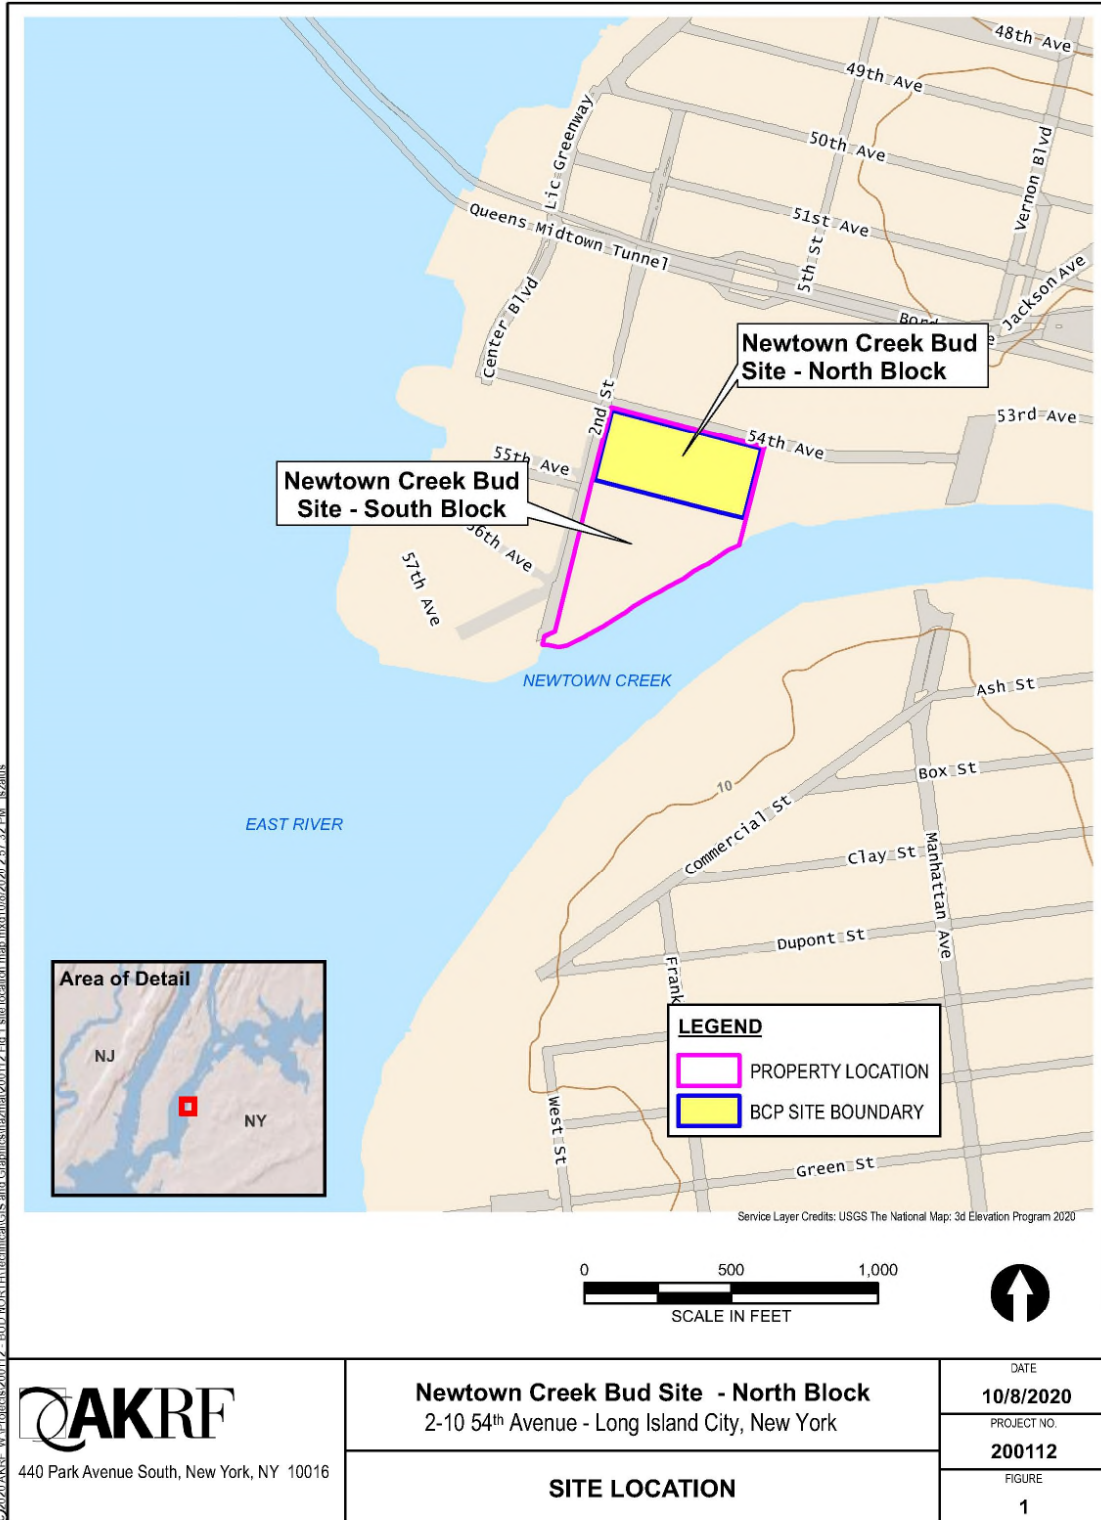 48th Ave
49th Ave
50th Ave
Lic Greenway
Vernon Blvd
51st Ave
Queens Midtown Tunnel
5th St
Jackson Ave
Center Blvd
Newtown Creek Bud
Site - North Block
2nd St
53rd Ave
54th Ave
55th Ave
Newtown Creek Bud
Site - South Block
56th Ave
57th Ave
NEWTOWN CREEK
Ash St
Box St
10
Commercial St
EAST RIVER
Clay St
Manhattan Ave
Dupont St
Frank
Area of Detail
NJ
NY
LEGEND
PROPERTY LOCATION
BCP SITE BOUNDARY
West St
Green St
Service Layer Credits: USGS The National Map: 3d Elevation Program 2020
0 500 1,000
SCALE IN FEET
AKRF
440 Park Avenue South, New York, NY 10016
Newtown Creek Bud Site - North Block
2-10 54th Avenue - Long Island City, New York
SITE LOCATION
DATE
10/8/2020
PROJECT NO.
200112
FIGURE
1